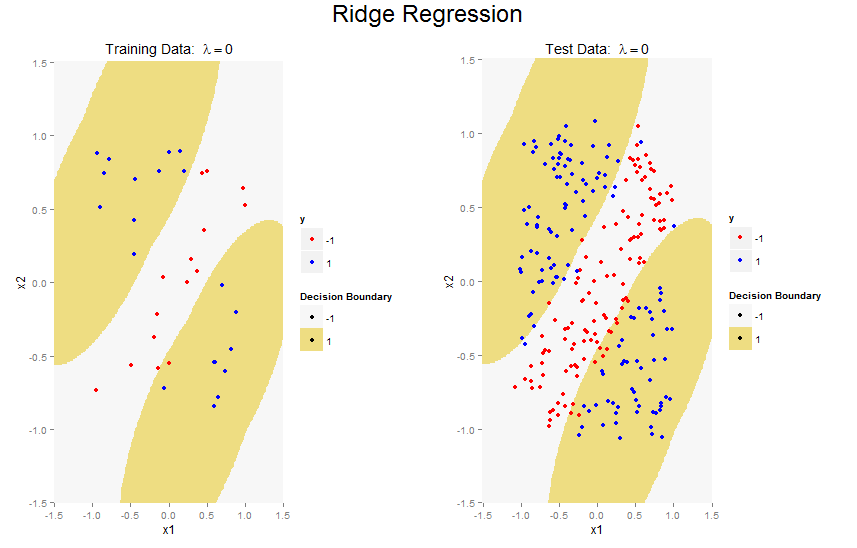 Ridge Regression
Training Data: λ = 0
1.5
1.0
0.5
0.0
-0.5
-1.0
-1.5
x2
-1.5 -1.0 -0.5 0.0 0.5 1.0 1.5
x1
y
-1
1
Decision Boundary
-1
1
Test Data: λ = 0
1.5
1.0
0.5
0.0
-0.5
-1.0
-1.5
x2
-1.5 -1.0 -0.5 0.0 0.5 1.0 1.5
x1
y
-1
1
Decision Boundary
-1
1